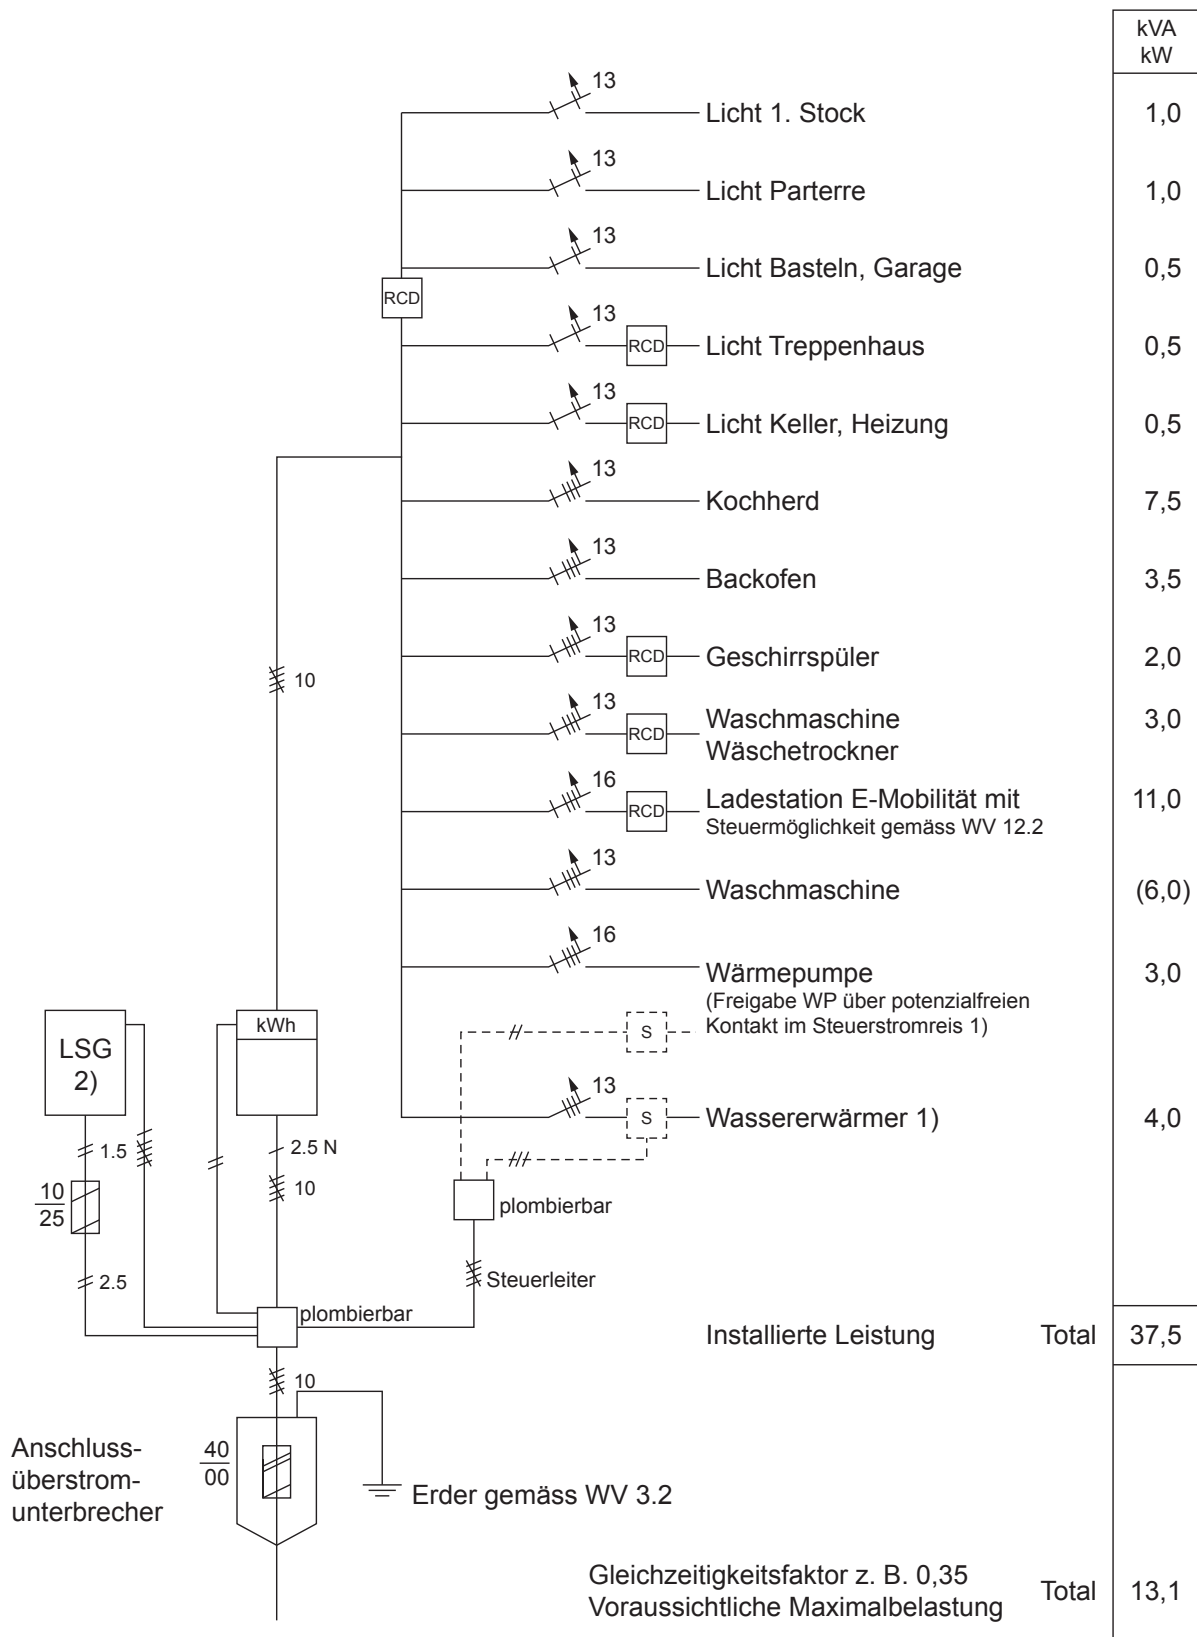 kVA
kW
13
Licht 1. Stock 1,0
13
Licht Parterre 1,0
13
Licht Basteln, Garage 0,5
RCD
13
RCD Licht Treppenhaus 0,5
13
RCD Licht Keller, Heizung 0,5
13
Kochherd 7,5
13
Backofen 3,5
13
RCD Geschirrspüler 2,0
10
13
RCD Waschmaschine 3,0
Wäschetrockner
16
RCD Ladestation E-Mobilität mit 11,0
Steuermöglichkeit gemäss WV 12.2
13
Waschmaschine (6,0)
16
Wärmepumpe 3,0
(Freigabe WP über potenzialfreien
Kontakt im Steuerstromreis 1)
S
LSG
2)
kWh
13
S Wassererwärmer 1) 4,0
1.5
2.5 N
10
10
25
plombierbar
2.5
Steuerleiter
plombierbar
Installierte Leistung Total 37,5
10
Anschluss-
überstrom-
unterbrecher
40
00
Erder gemäss WV 3.2
Gleichzeitigkeitsfaktor z. B. 0,35
Voraussichtliche Maximalbelastung Total 13,1